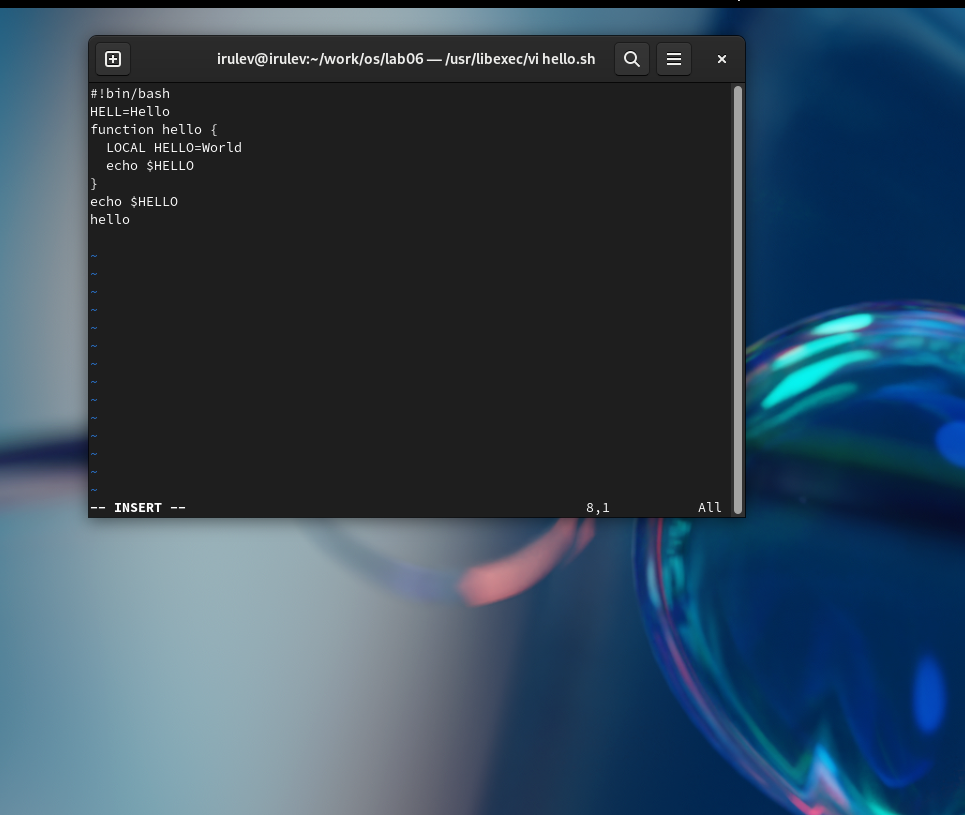 irulev@irulev:~/work/os/lab06 — /usr/libexec/vi hello.sh
#!bin/bash
HELL=Hello
function hello {
  LOCAL HELLO=World
  echo $HELLO
}
echo $HELLO
hello
~
~
~
~
~
~
~
~
~
~
~
~
~
~
-- INSERT -- 8,1 All